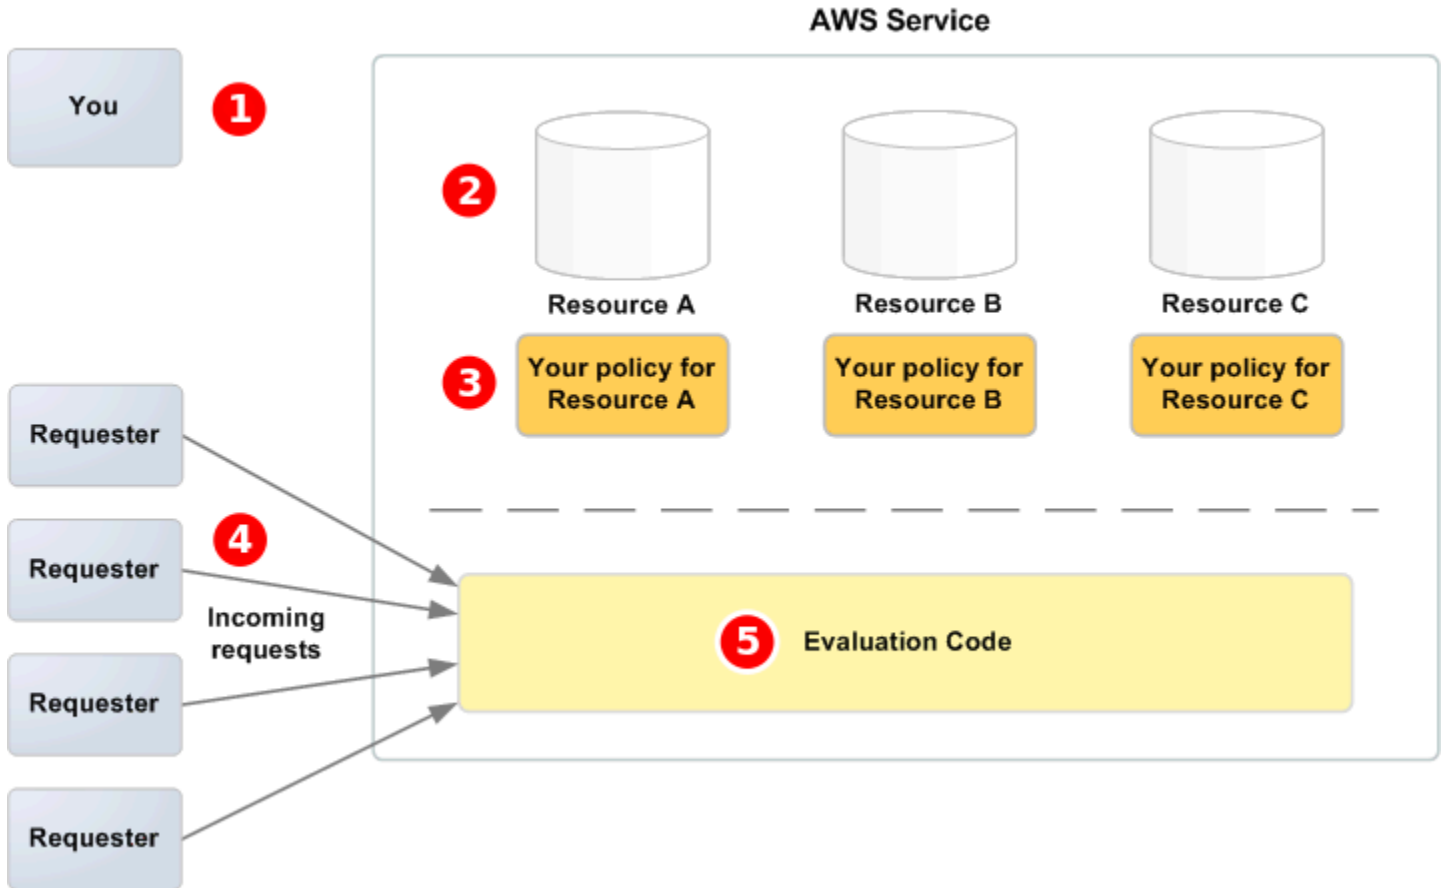 AWS Service
You
1
2
Resource A
Resource B
Resource C
3
Your policy for
Resource A
Your policy for
Resource B
Your policy for
Resource C
Requester
Requester
4
Incoming
requests
5
Evaluation Code
Requester
Requester